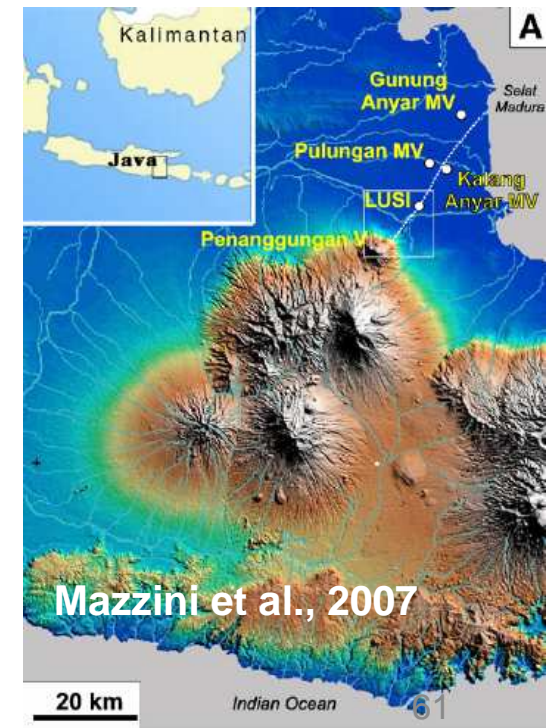 Kalimantan
Java
A
Gunung
Anyar MV
Selat
Madura
Pulungan MV
Kalang
Anyar MV
LUSI
Penanggungan V
Mazzini et al., 2007
20 km
Indian Ocean
61